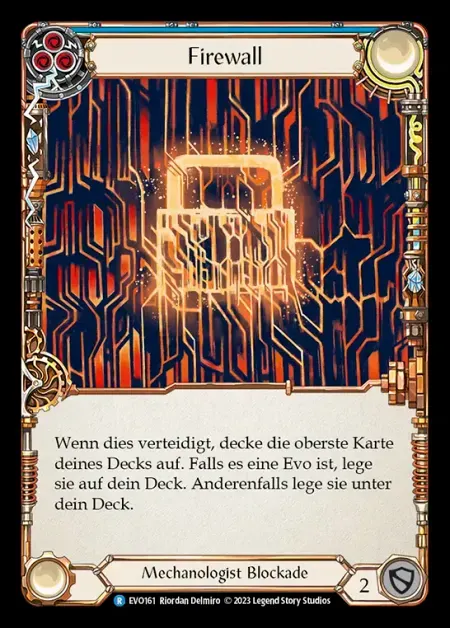 Firewall
Wenn dies verteidigt, decke die oberste Karte
deines Decks auf. Falls es eine Evo ist, lege
sie auf dein Deck. Anderenfalls lege sie unter
dein Deck.
Mechanologist Blockade
2
R EVO161 Riordan Delmiro © 2023 Legend Story Studios